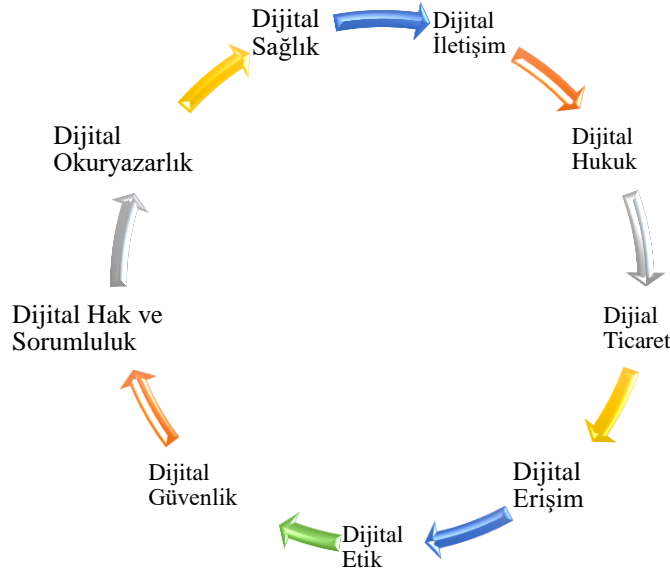 Dijital
Sağlık
Dijital
İletişim
Dijital
Hukuk
Dijial
Ticaret
Dijital
Erişim
Dijital
Etik
Dijital
Güvenlik
Dijital Hak ve
Sorumluluk
Dijital
Okuryazarlık